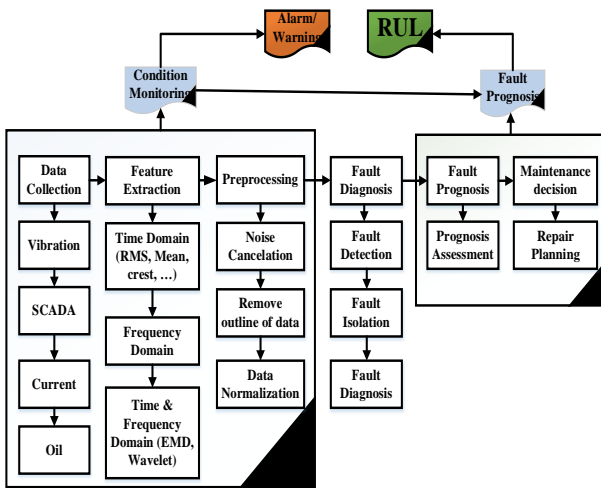 Alarm/
Warning
RUL
Condition
Monitoring
Fault
Prognosis
Data
Collection
Feature
Extraction
Preprocessing
Fault
Diagnosis
Fault
Prognosis
Maintenance
decision
Vibration
Time Domain
(RMS, Mean,
crest, …)
Noise
Cancelation
Fault
Detection
Prognosis
Assessment
Repair
Planning
SCADA
Frequency
Domain
Remove
outline of data
Fault
Isolation
Current
Time &
Frequency
Domain (EMD,
Wavelet)
Data
Normalization
Fault
Diagnosis
Oil